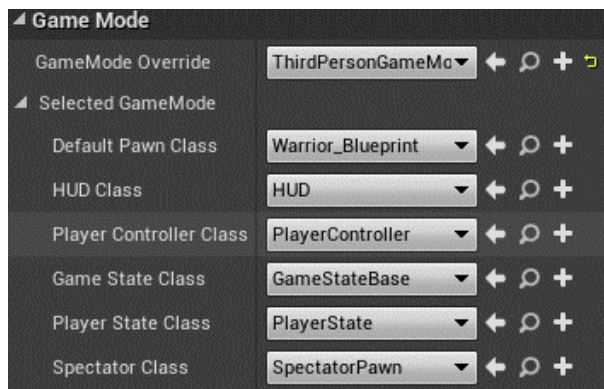 Game Mode
GameMode Override ThirdPersonGameMo
Selected GameMode
Default Pawn Class Warrior_Blueprint
HUD Class HUD
Player Controller Class PlayerController
Game State Class GameStateBase
Player State Class PlayerState
Spectator Class SpectatorPawn